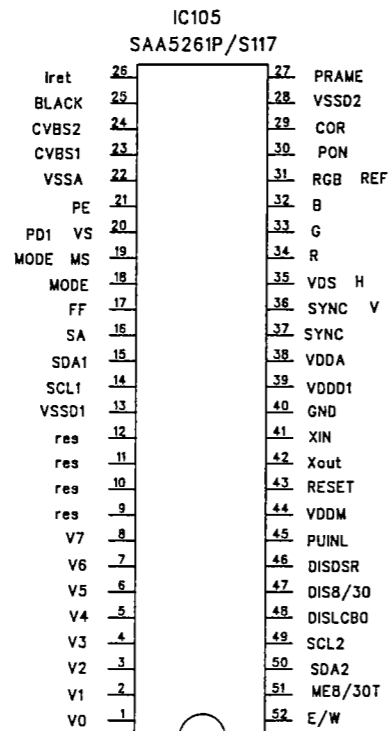 IC105
SAA5261P/S117
Iret 26 27 PRAME
BLACK 25 28 VSSD2
CVBS2 24 29 COR
CVBS1 23 30 PON
VSSA 22 31 RGB REF
PE 21 32 B
PD1 VS 20 33 G
MODE MS 19 34 R
MODE 18 35 VDS H
FF 17 36 SYNC V
SA 16 37 SYNC
SDA1 15 38 VDDA
SCL1 14 39 VDDD1
VSSD1 13 40 GND
res 12 41 XIN
res 11 42 Xout
res 10 43 RESET
res 9 44 VDDM
V7 8 45 PUINL
V6 7 46 DISDSR
V5 6 47 DIS8/30
V4 5 48 DISLCBO
V3 4 49 SCL2
V2 3 50 SDA2
V1 2 51 ME8/30T
V0 1 52 E/W